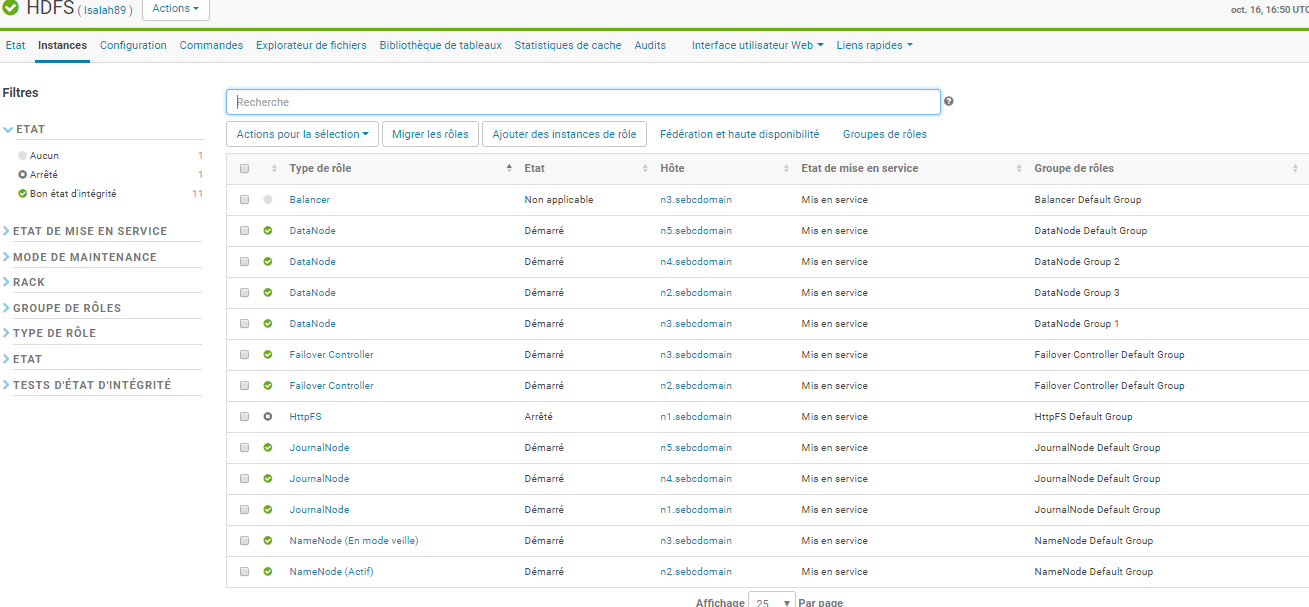 HDFS ( Isalah89 ) Actions
oct. 16, 16:50 UTC
Etat Instances Configuration Commandes Explorateur de fichiers Bibliothèque de tableaux Statistiques de cache Audits Interface utilisateur Web Liens rapides
Filtres
ETAT
Aucun 1
Arrêté 1
Bon état d'intégrité 11
ETAT DE MISE EN SERVICE
MODE DE MAINTENANCE
RACK
GROUPE DE RÔLES
TYPE DE RÔLE
ETAT
TESTS D'ÉTAT D'INTÉGRITÉ
Recherche
Actions pour la sélection Migrer les rôles Ajouter des instances de rôle Fédération et haute disponibilité Groupes de rôles
Type de rôle Etat Hôte Etat de mise en service Groupe de rôles
Balancer Non applicable n3.sebcdomain Mis en service Balancer Default Group
DataNode Démarré n5.sebcdomain Mis en service DataNode Default Group
DataNode Démarré n4.sebcdomain Mis en service DataNode Group 2
DataNode Démarré n2.sebcdomain Mis en service DataNode Group 3
DataNode Démarré n3.sebcdomain Mis en service DataNode Group 1
Failover Controller Démarré n3.sebcdomain Mis en service Failover Controller Default Group
Failover Controller Démarré n2.sebcdomain Mis en service Failover Controller Default Group
HttpFS Arrêté n1.sebcdomain Mis en service HttpFS Default Group
JournalNode Démarré n5.sebcdomain Mis en service JournalNode Default Group
JournalNode Démarré n4.sebcdomain Mis en service JournalNode Default Group
JournalNode Démarré n1.sebcdomain Mis en service JournalNode Default Group
NameNode (En mode veille) Démarré n3.sebcdomain Mis en service NameNode Default Group
NameNode (Actif) Démarré n2.sebcdomain Mis en service NameNode Default Group
Affichage 25 Par page